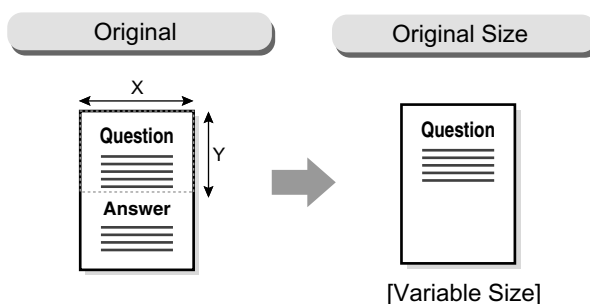 Original
Original Size
X
Y
Question
Answer
Question
[Variable Size]